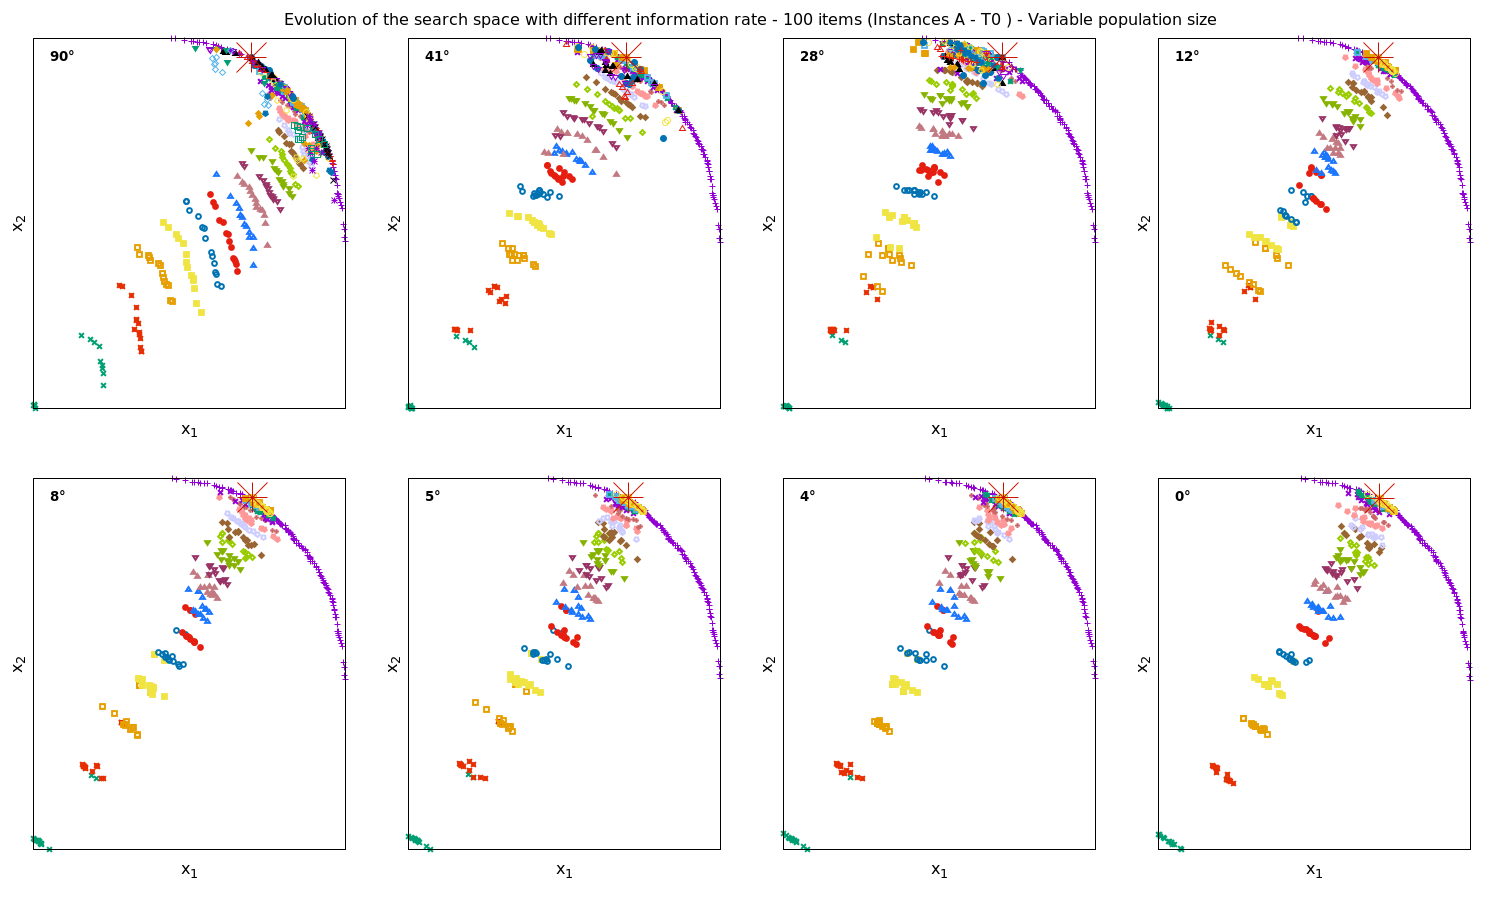 Evolution of the search space with different information rate - 100 items (Instances A - T0 ) - Variable population size
90°
41°
28°
12°
x2
x2
x2
x2
x1
x1
x1
x1
8°
5°
4°
0°
x2
x2
x2
x2
x1
x1
x1
x1